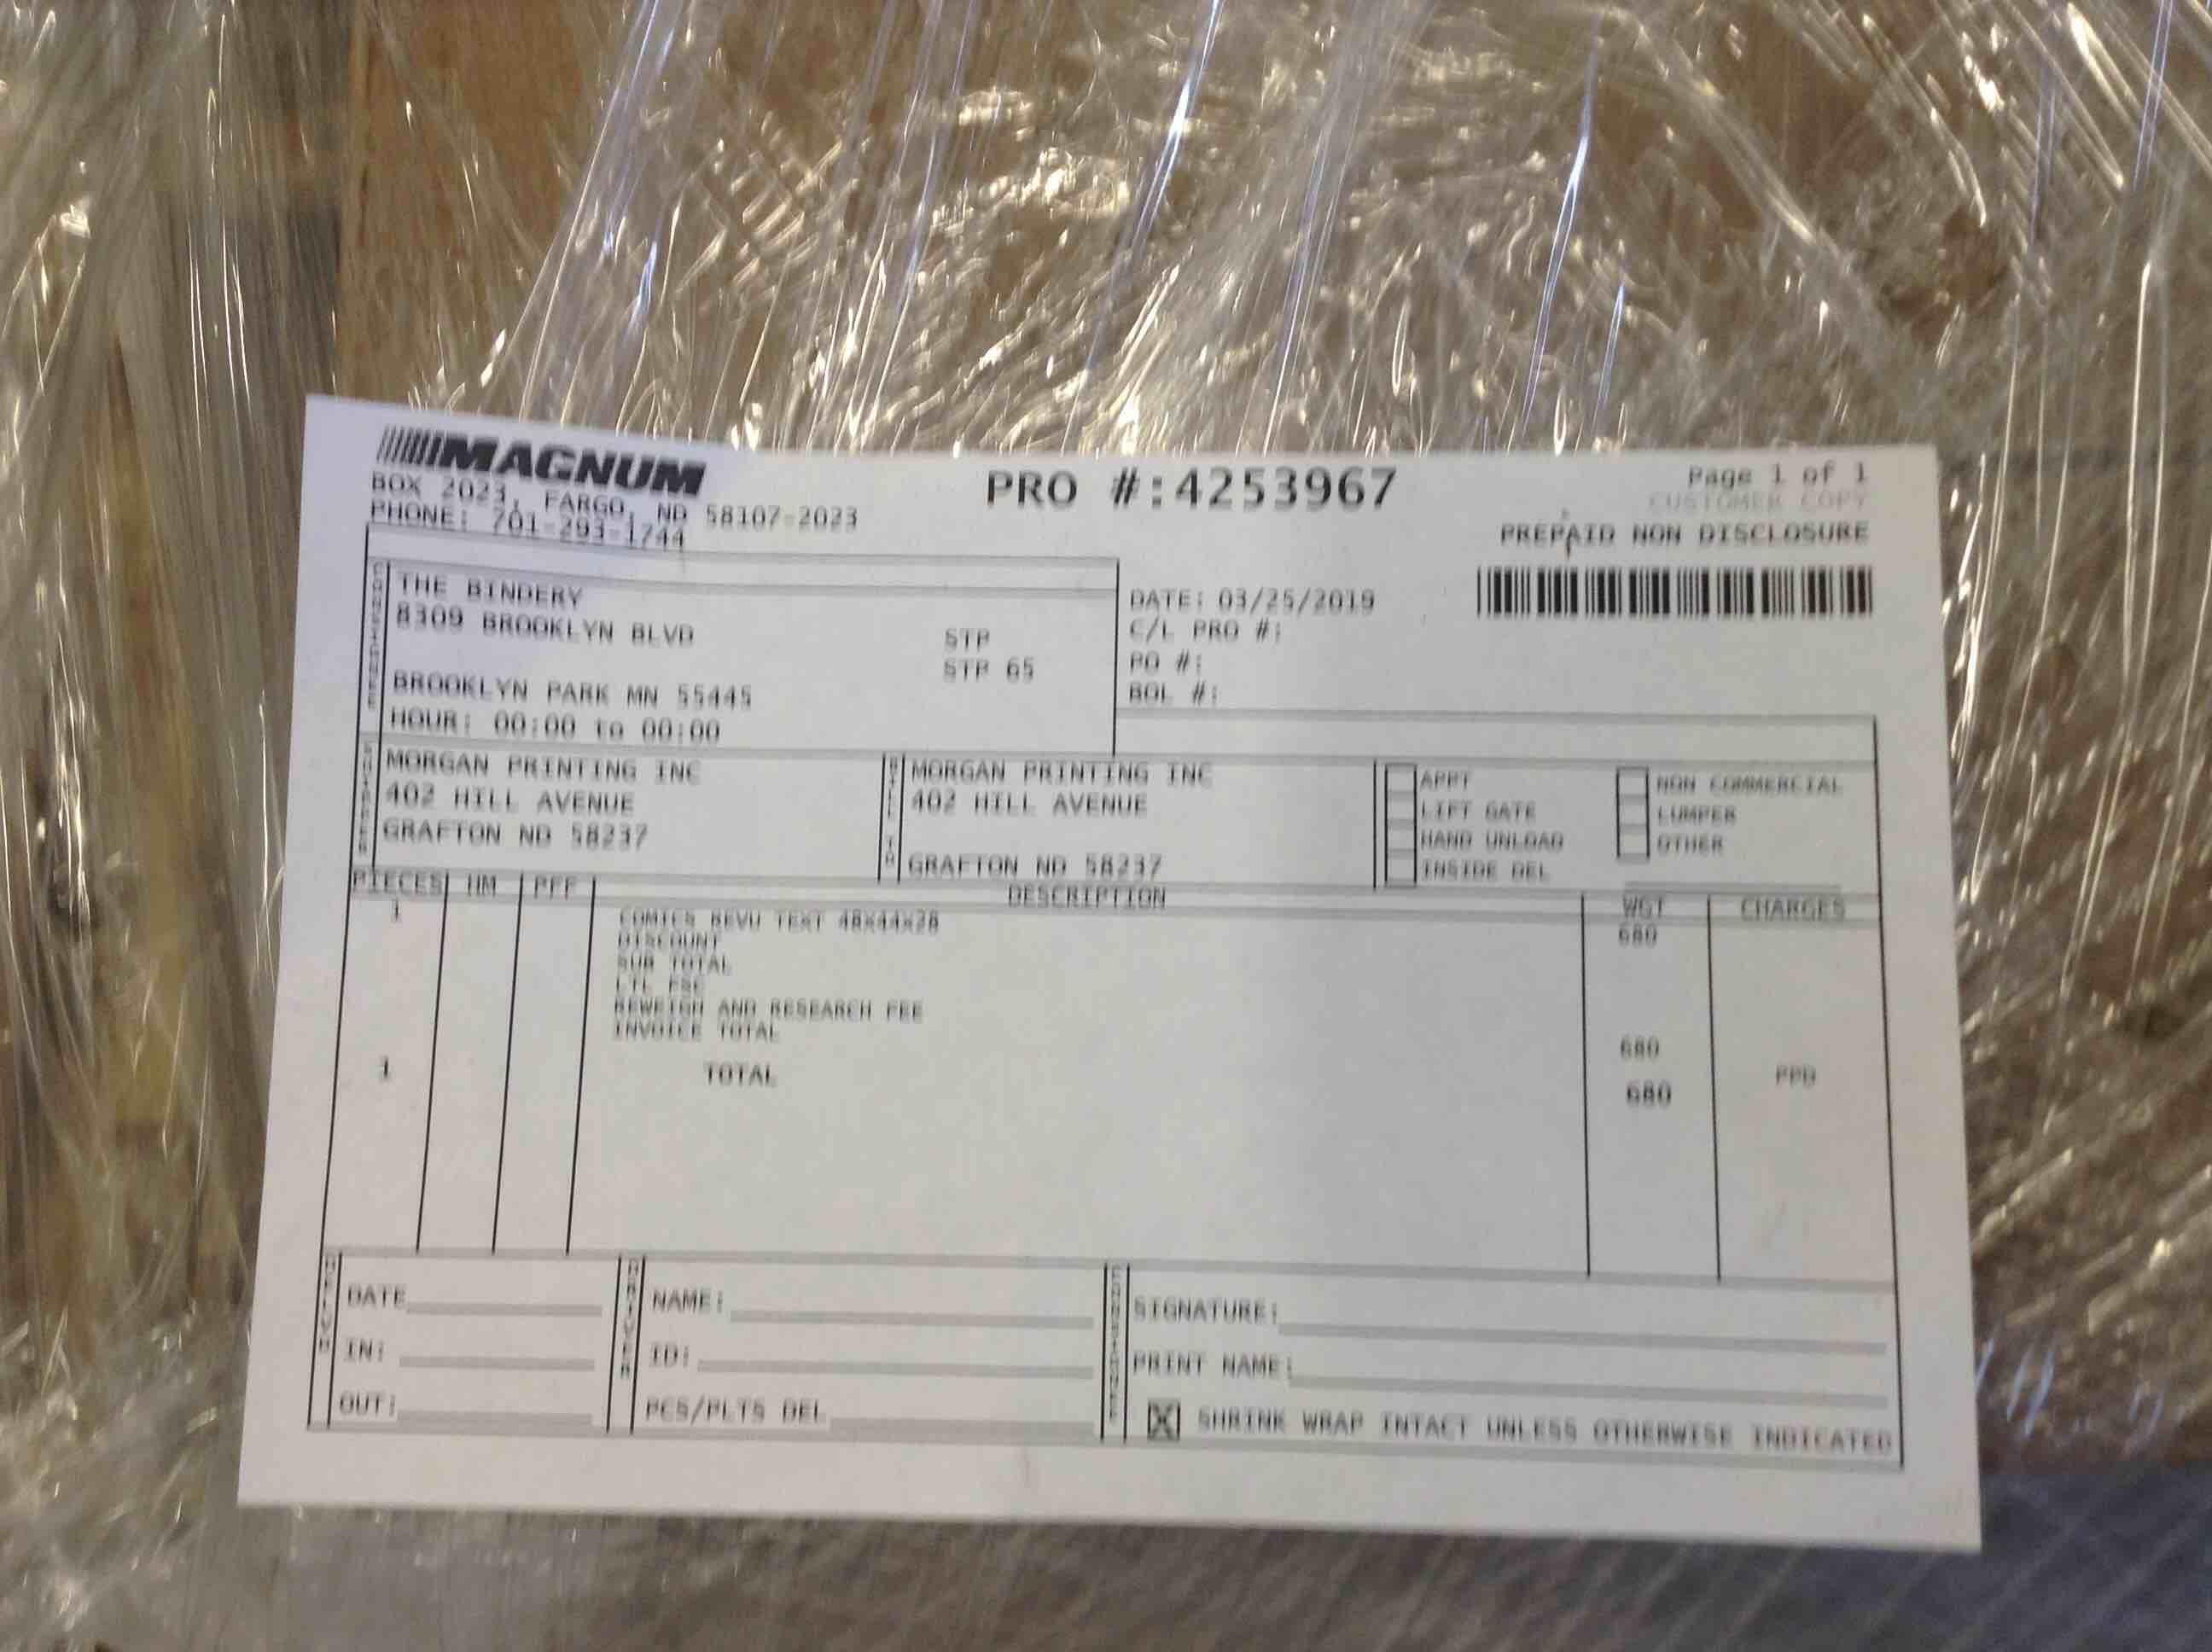 MAGNUM
BOX 2023, FARGO, ND 58107-2023
PHONE: 701-293-1744
PRO #:4253967
Page 1 of 1
CUSTOMER COPY
PREPAID NON DISCLOSURE
CONSIGNEE
THE BINDERY
8309 BROOKLYN BLVD
STP
STP 65
BROOKLYN PARK MN 55445
HOUR: 00:00 to 00:00
DATE: 03/25/2019
C/L PRO #:
PO #:
BOL #:
SHIPPER
MORGAN PRINTING INC
402 HILL AVENUE
GRAFTON ND 58237
BILL TO
MORGAN PRINTING INC
402 HILL AVENUE
GRAFTON ND 58237
APPT
LIFT GATE
HAND UNLOAD
INSIDE DEL
NON COMMERCIAL
LUMPER
OTHER
PIECES HM PFF DESCRIPTION WGT CHARGES
1 COMICS REVU TEXT 48X44X28 680
DISCOUNT
SUB TOTAL
LTL FSC
REWEIGH AND RESEARCH FEE
INVOICE TOTAL 680
1 TOTAL 680 PPD
DATE
IN:
OUT:
DRIVER
NAME:
ID:
PCS/PLTS DEL
CONSIGNEE
SIGNATURE:
PRINT NAME:
X SHRINK WRAP INTACT UNLESS OTHERWISE INDICATED